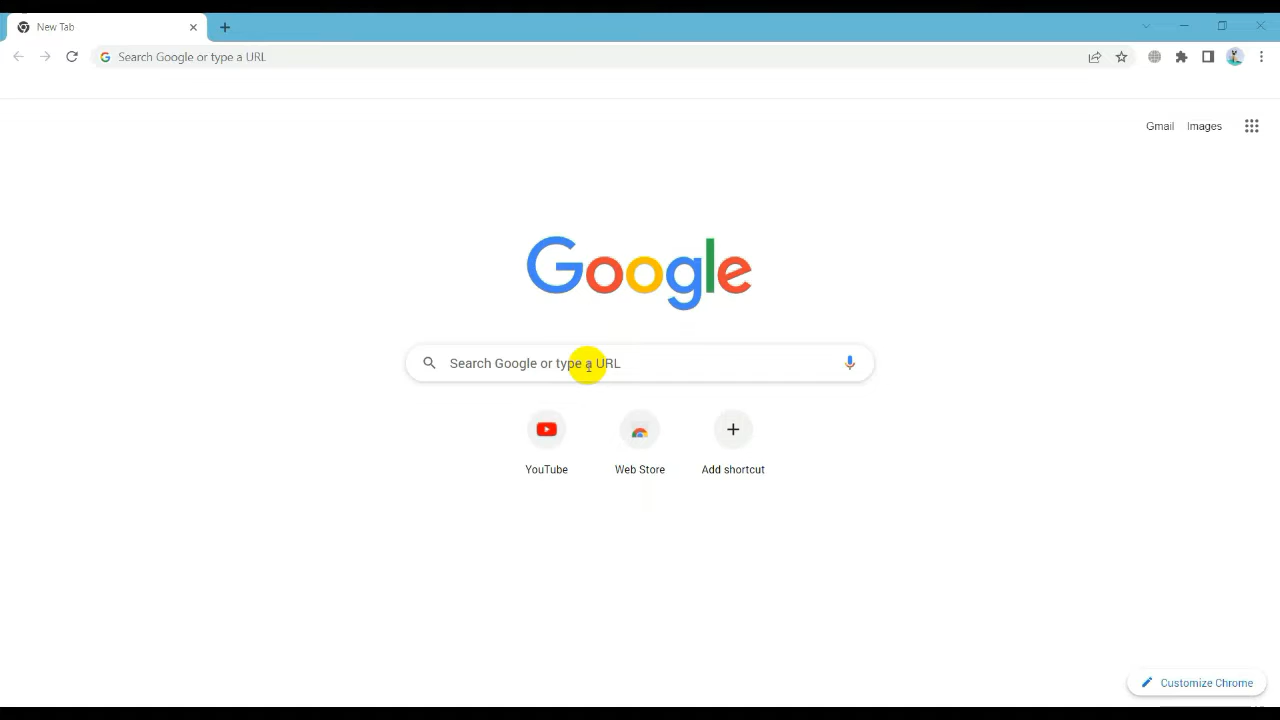 New Tab
Search Google or type a URL
Gmail Images
Google
Search Google or type a URL
YouTube Web Store Add shortcut
Customize Chrome